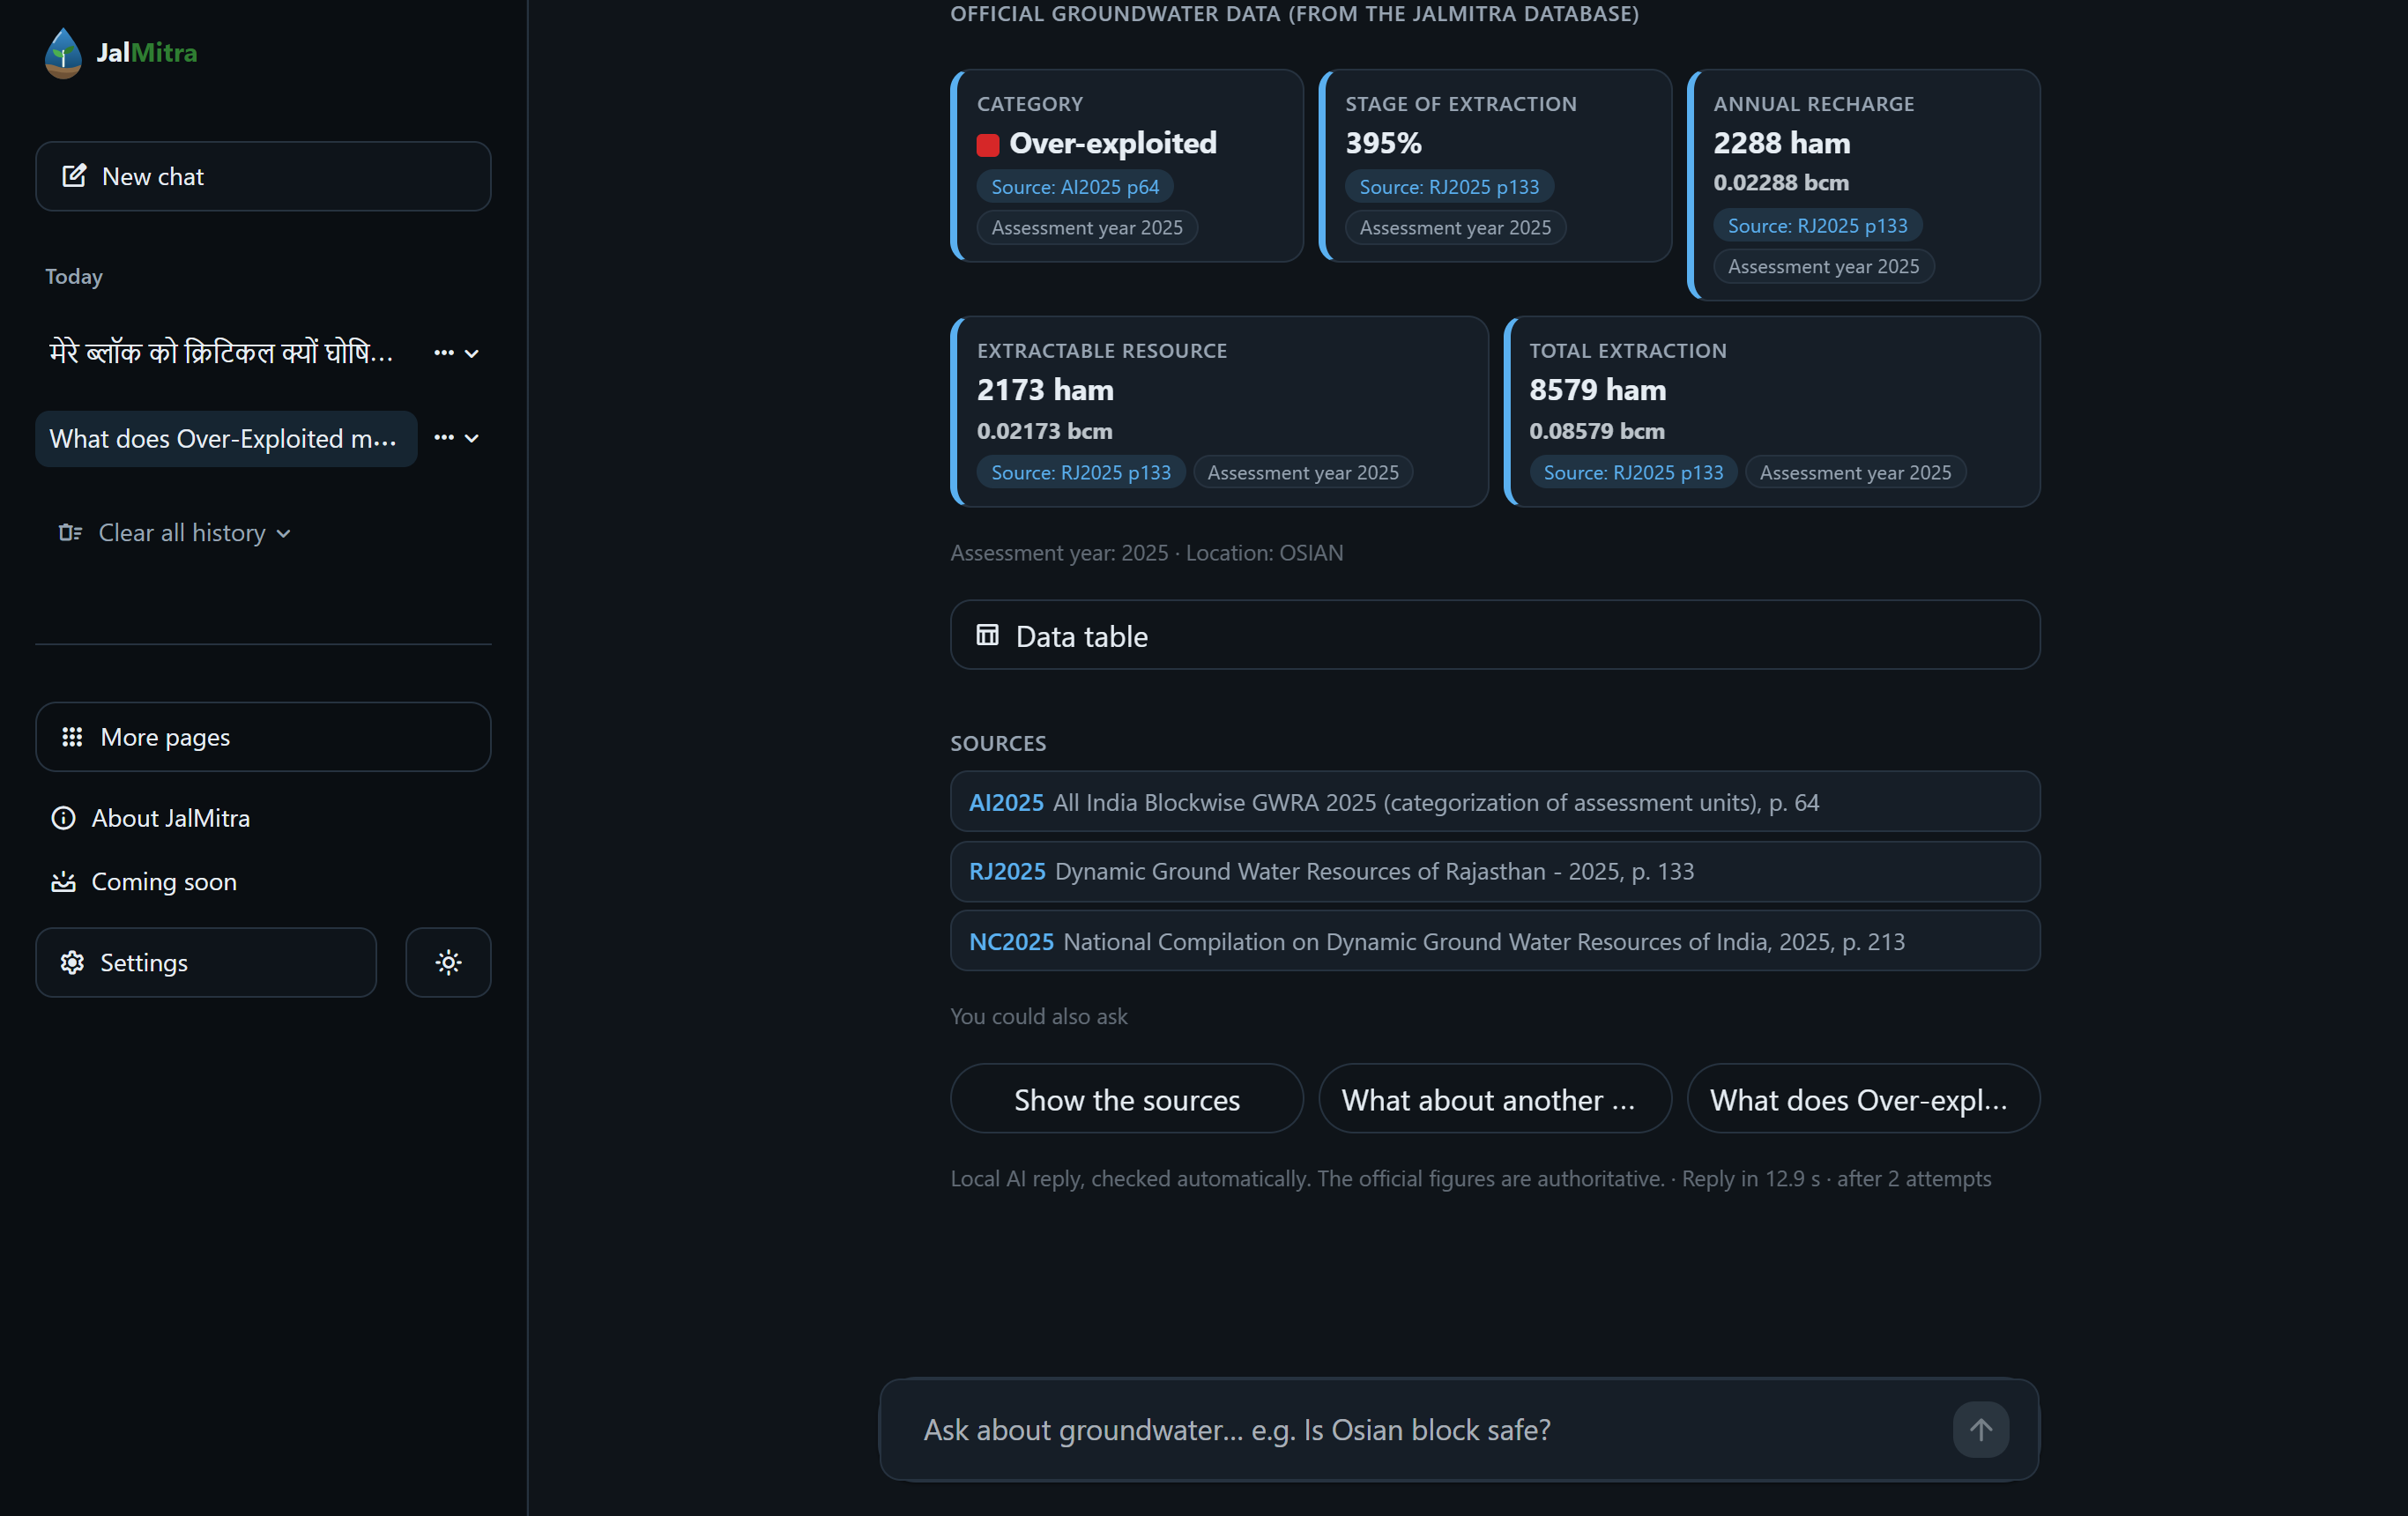 JalMitra
New chat
Today
मेरे ब्लॉक को क्रिटिकल क्यों घोषि...
What does Over-Exploited m...
Clear all history
More pages
About JalMitra
Coming soon
Settings
OFFICIAL GROUNDWATER DATA (FROM THE JALMITRA DATABASE)
CATEGORY
Over-exploited
Source: AI2025 p64
Assessment year 2025
STAGE OF EXTRACTION
395%
Source: RJ2025 p133
Assessment year 2025
ANNUAL RECHARGE
2288 ham
0.02288 bcm
Source: RJ2025 p133
Assessment year 2025
EXTRACTABLE RESOURCE
2173 ham
0.02173 bcm
Source: RJ2025 p133 Assessment year 2025
TOTAL EXTRACTION
8579 ham
0.08579 bcm
Source: RJ2025 p133 Assessment year 2025
Assessment year: 2025 · Location: OSIAN
Data table
SOURCES
AI2025 All India Blockwise GWRA 2025 (categorization of assessment units), p. 64
RJ2025 Dynamic Ground Water Resources of Rajasthan - 2025, p. 133
NC2025 National Compilation on Dynamic Ground Water Resources of India, 2025, p. 213
You could also ask
Show the sources
What about another ...
What does Over-expl...
Local AI reply, checked automatically. The official figures are authoritative. · Reply in 12.9 s · after 2 attempts
Ask about groundwater... e.g. Is Osian block safe?